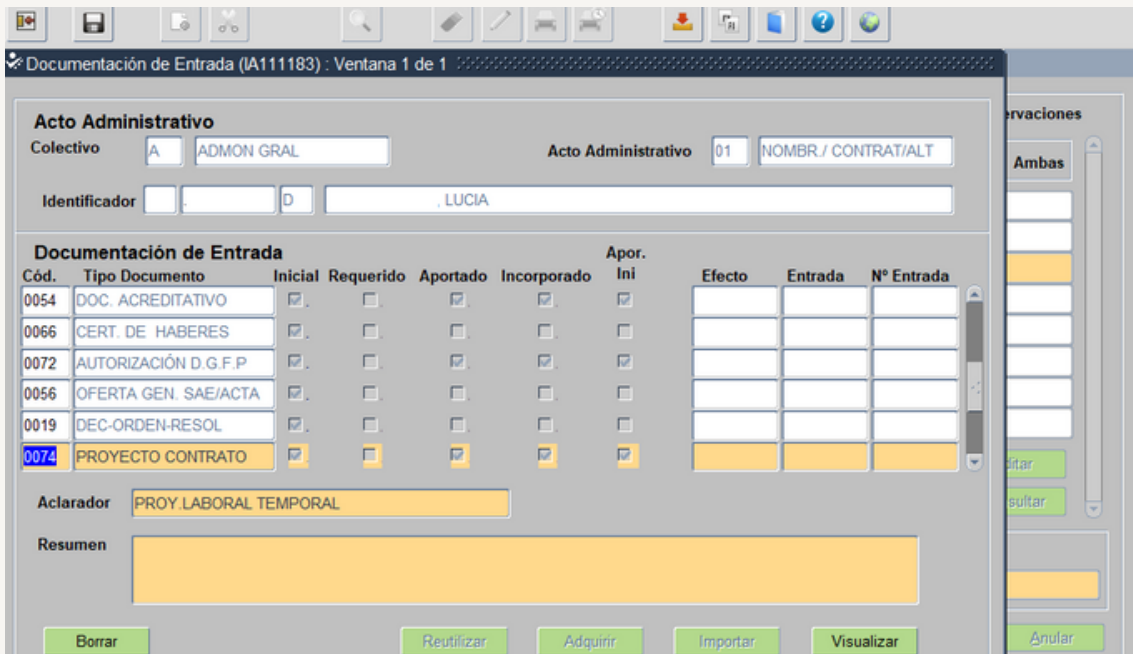 Documentación de Entrada (IA111183) : Ventana 1 de 1
Acto Administrativo
Colectivo A ADMON GRAL Acto Administrativo 01 NOMBR./ CONTRAT/ALT
Identificador . D , LUCIA
Documentación de Entrada
Cód. Tipo Documento Inicial Requerido Aportado Incorporado Apor. Ini Efecto Entrada Nº Entrada
0054 DOC. ACREDITATIVO
0066 CERT. DE HABERES
0072 AUTORIZACIÓN D.G.F.P
0056 OFERTA GEN. SAE/ACTA
0019 DEC-ORDEN-RESOL
0074 PROYECTO CONTRATO
Aclarador PROY.LABORAL TEMPORAL
Resumen
Borrar Reutilizar Adquirir Importar Visualizar
rvaciones
Ambas
ditar
sultar
Anular